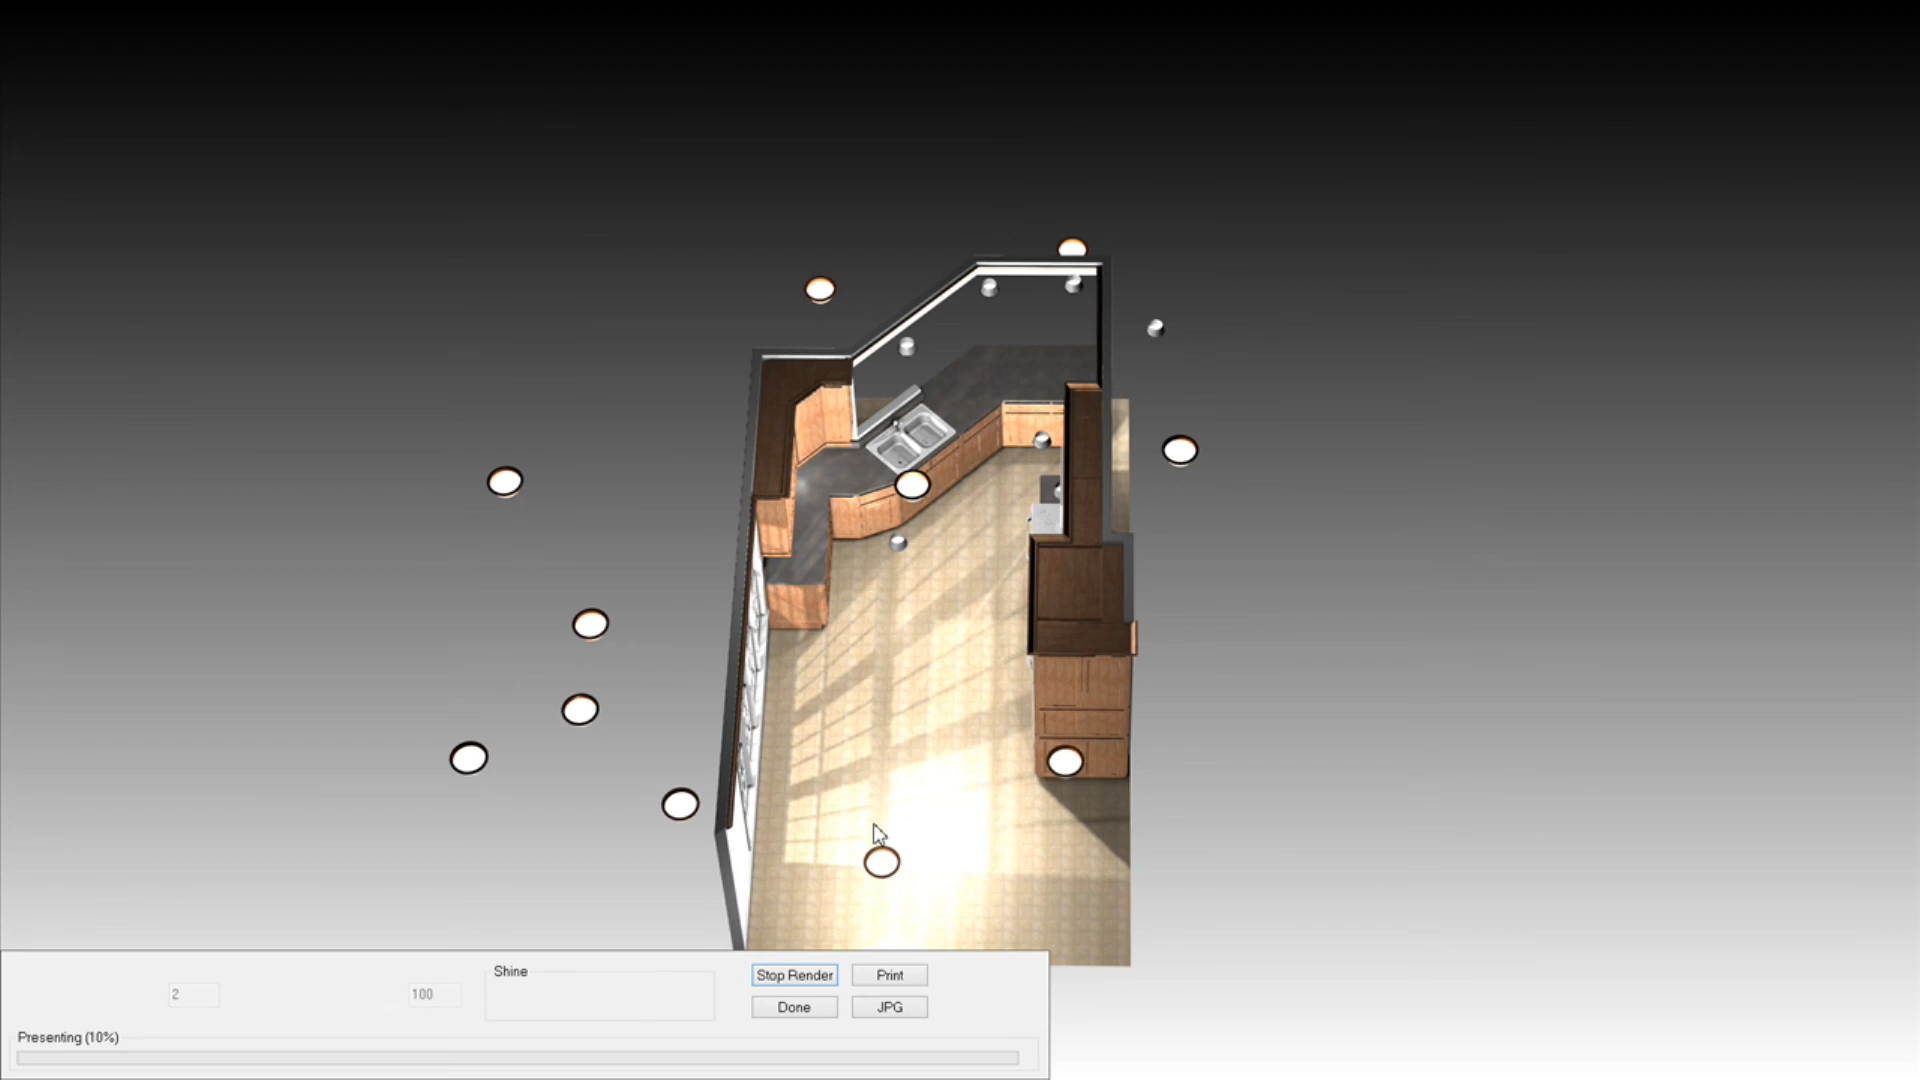 Shine
Stop Render
Print
2
100
Done
JPG
Presenting (10%)